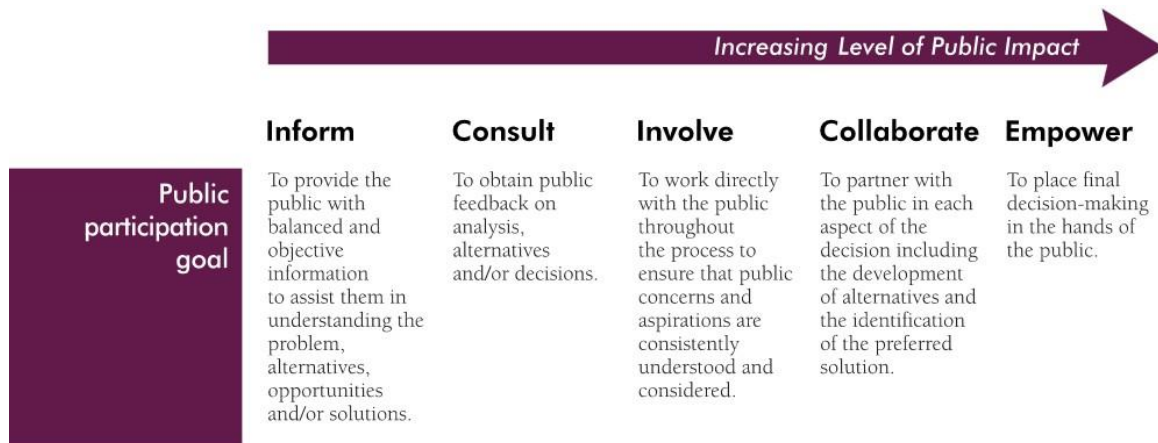 Increasing Level of Public Impact
Inform
Consult
Involve
Collaborate
Empower
Public
participation
goal
To provide the
public with
balanced and
objective
information
to assist them in
understanding the
problem,
alternatives,
opportunities
and/or solutions.
To obtain public
feedback on
analysis,
alternatives
and/or decisions.
To work directly
with the public
throughout
the process to
ensure that public
concerns and
aspirations are
consistently
understood and
considered.
To partner with
the public in each
aspect of the
decision including
the development
of alternatives and
the identification
of the preferred
solution.
To place final
decision-making
in the hands of
the public.